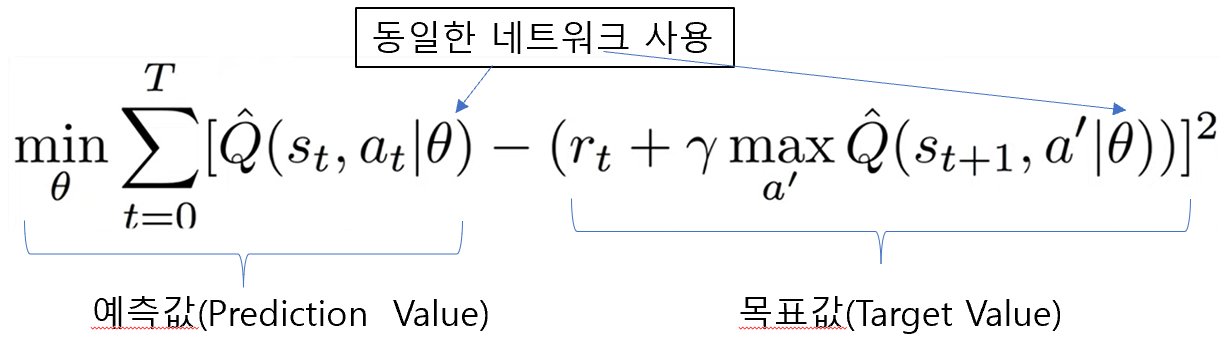 동일한 네트워크 사용
min_θ ∑_{t=0}^{T} [Q̂(s_t, a_t|θ) − (r_t + γ max_{a′} Q̂(s_{t+1}, a′|θ))]²
예측값(Prediction Value) 목표값(Target Value)